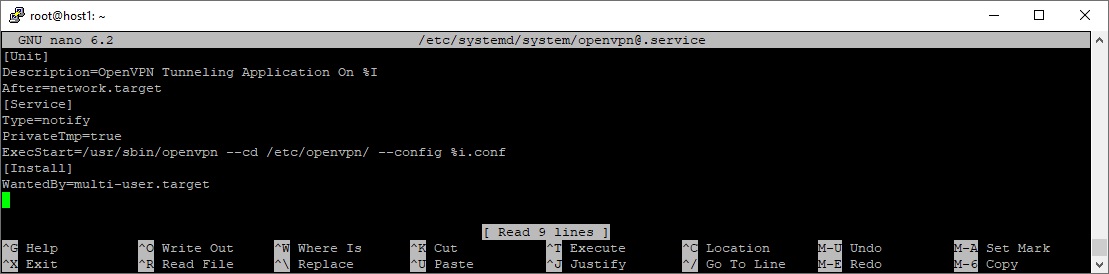 root@host1: ~
GNU nano 6.2 /etc/systemd/system/openvpn@.service
[Unit]
Description=OpenVPN Tunneling Application On %I
After=network.target
[Service]
Type=notify
PrivateTmp=true
ExecStart=/usr/sbin/openvpn --cd /etc/openvpn/ --config %i.conf
[Install]
WantedBy=multi-user.target
[ Read 9 lines ]
^G Help ^O Write Out ^W Where Is ^K Cut ^T Execute ^C Location M-U Undo M-A Set Mark
^X Exit ^R Read File ^\ Replace ^U Paste ^J Justify ^/ Go To Line M-E Redo M-6 Copy